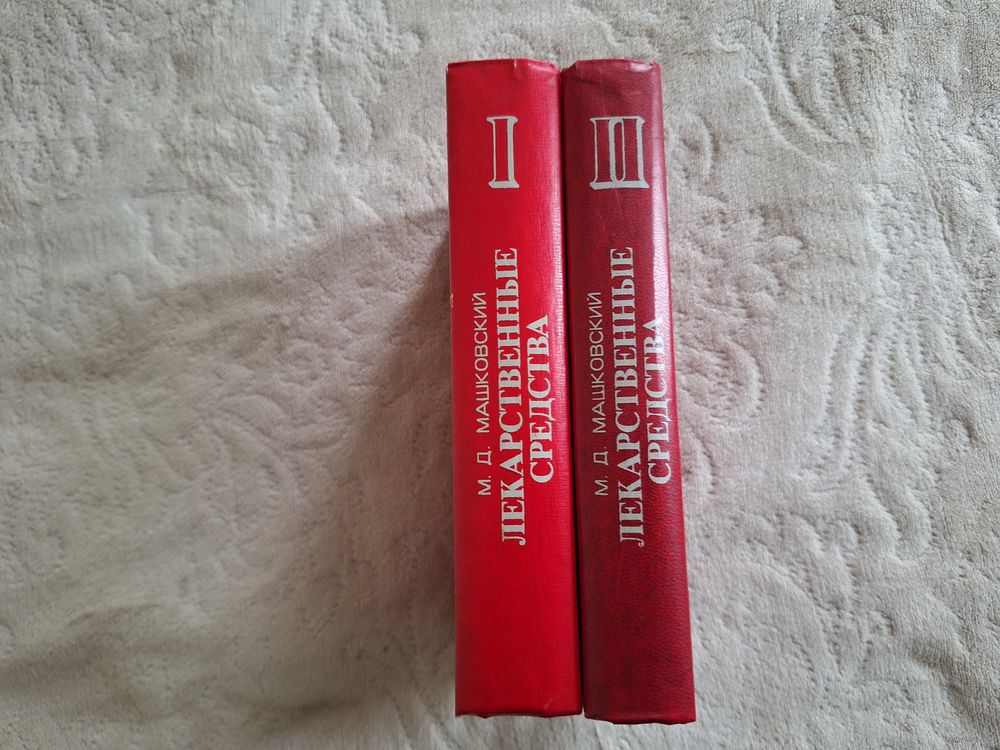 I
М. Д. МАШКОВСКИЙ
ЛЕКАРСТВЕННЫЕ
СРЕДСТВА
II
М. Д. МАШКОВСКИЙ
ЛЕКАРСТВЕННЫЕ
СРЕДСТВА